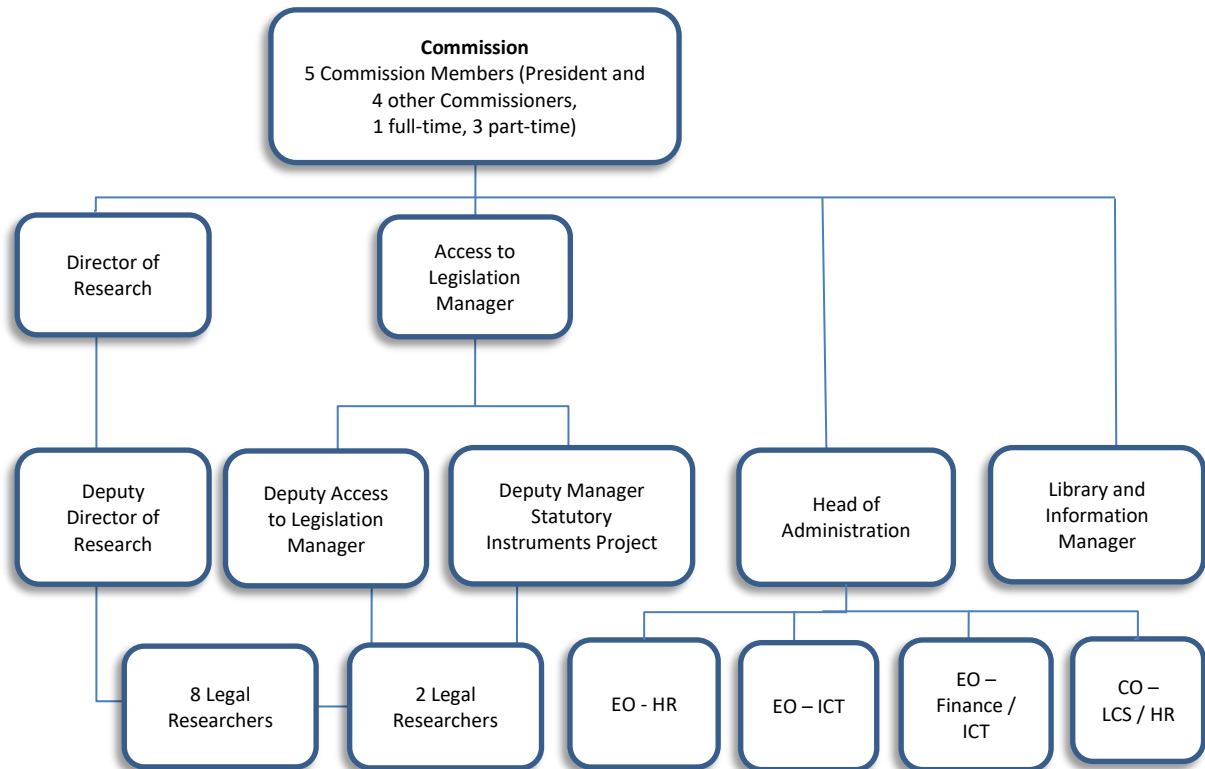 Commission
5 Commission Members (President and
4 other Commissioners,
1 full-time, 3 part-time)
Director of
Research
Access to
Legislation
Manager
Deputy
Director of
Research
Deputy Access
to Legislation
Manager
Deputy Manager
Statutory
Instruments Project
Head of
Administration
Library and
Information
Manager
8 Legal
Researchers
2 Legal
Researchers
EO - HR
EO – ICT
EO –
Finance /
ICT
CO –
LCS / HR